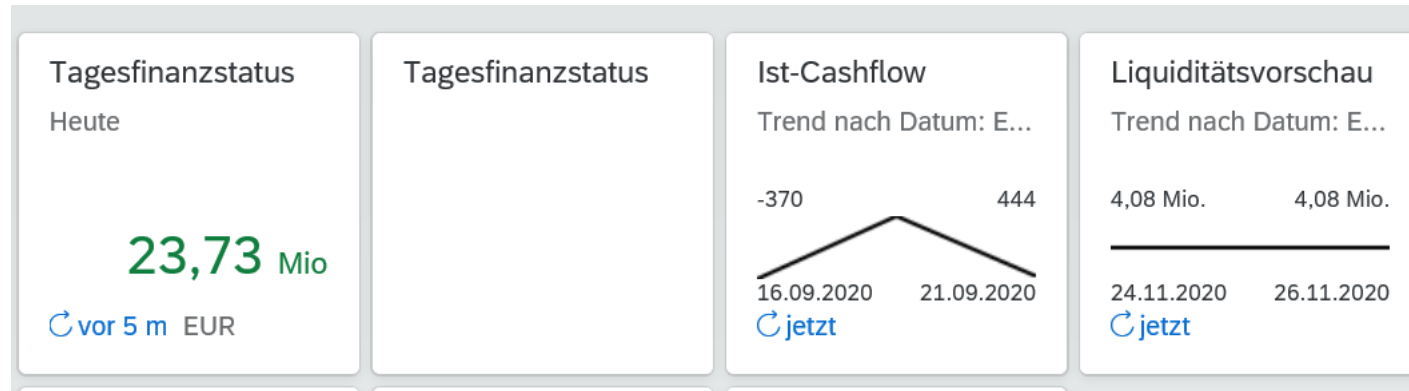 Tagesfinanzstatus
Heute
23,73 Mio
vor 5 m EUR
Tagesfinanzstatus
Ist-Cashflow
Trend nach Datum: E...
-370 444
16.09.2020 21.09.2020
jetzt
Liquiditätsvorschau
Trend nach Datum: E...
4,08 Mio. 4,08 Mio.
24.11.2020 26.11.2020
jetzt